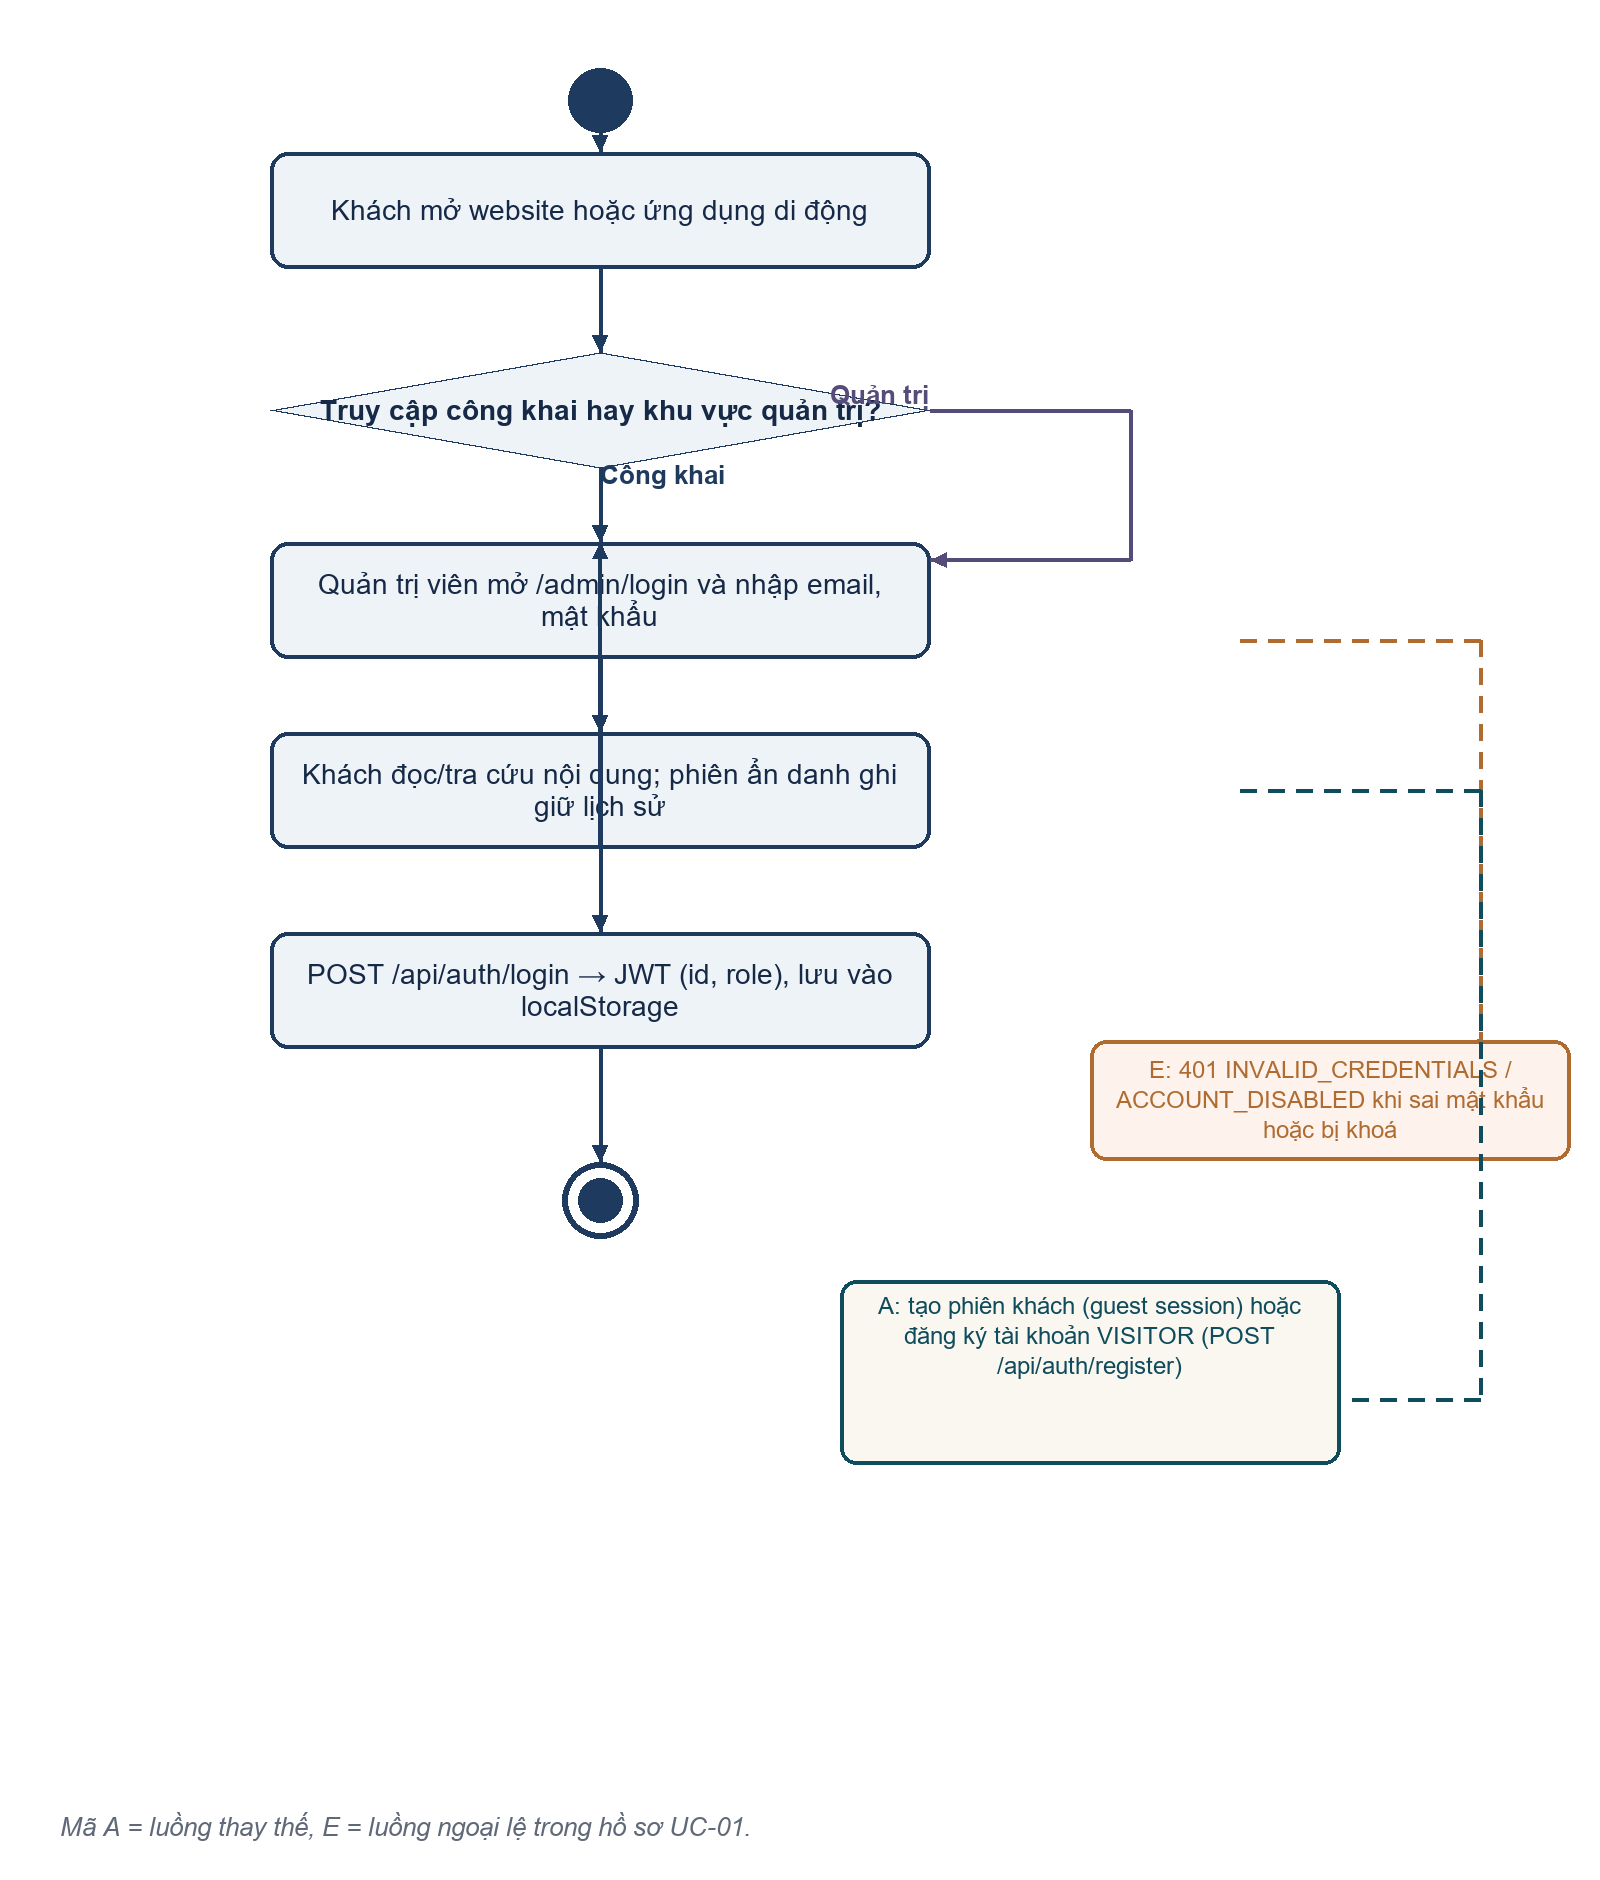 Khách mở website hoặc ứng dụng di động
Quản trị
Truy cập công khai hay khu vực quản trị?
Công khai
Quản trị viên mở /admin/login và nhập email,
mật khẩu
Khách đọc/tra cứu nội dung; phiên ẩn danh ghi
giữ lịch sử
POST /api/auth/login → JWT (id, role), lưu vào
localStorage
E: 401 INVALID_CREDENTIALS /
ACCOUNT_DISABLED khi sai mật khẩu
hoặc bị khoá
A: tạo phiên khách (guest session) hoặc
đăng ký tài khoản VISITOR (POST
/api/auth/register)
Mã A = luồng thay thế, E = luồng ngoại lệ trong hồ sơ UC-01.